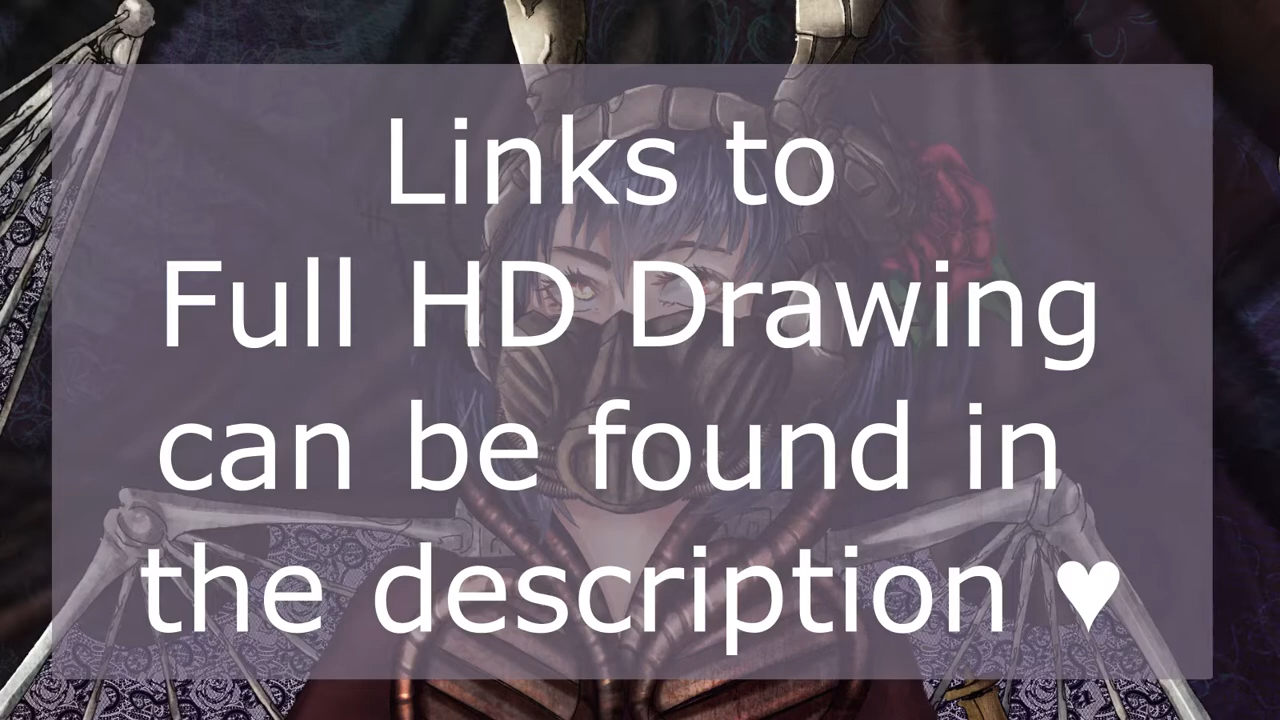 Links to
Full HD Drawing
can be found in
the description ♥